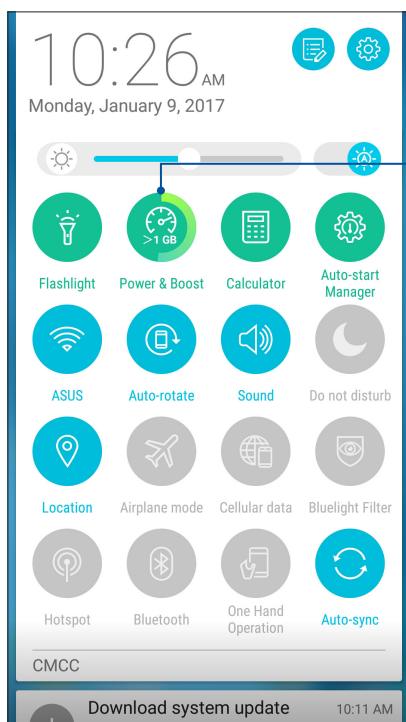 10:26 AM
Monday, January 9, 2017
A
>1 GB
Flashlight
Power & Boost
Calculator
Auto-start
Manager
ASUS
Auto-rotate
Sound
Do not disturb
Location
Airplane mode
Cellular data
Bluelight Filter
Hotspot
Bluetooth
One Hand
Operation
Auto-sync
CMCC
Download system update 10:11 AM